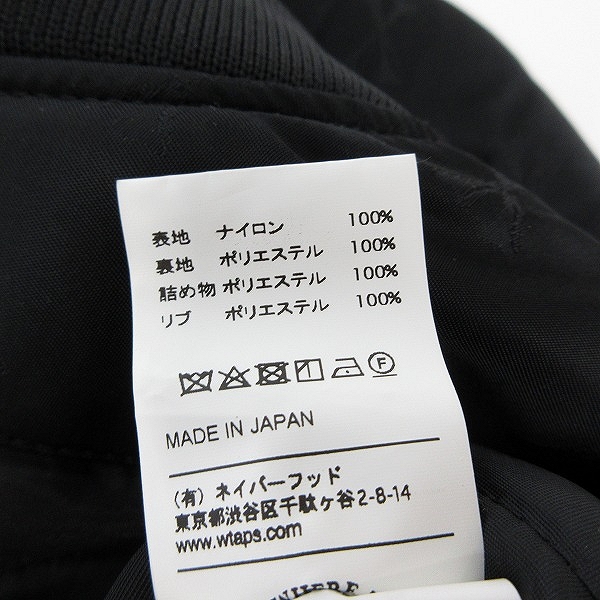 表地 ナイロン 100%
裏地 ポリエステル 100%
詰め物 ポリエステル 100%
リブ ポリエステル 100%
MADE IN JAPAN
(有) ネイバーフッド
東京都渋谷区千駄ヶ谷2-8-14
www.wtaps.com